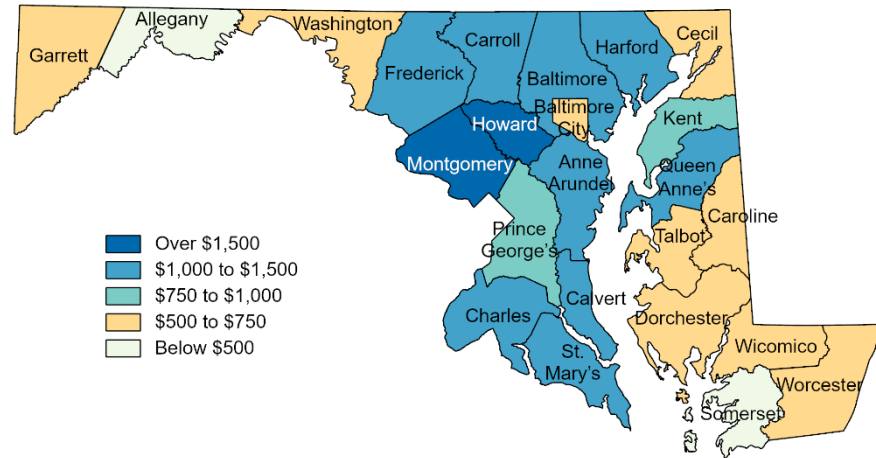 Allegany
Washington
Garrett
Carroll
Harford
Cecil
Frederick
Baltimore
Baltimore
City
Kent
Howard
Montgomery
Anne
Arundel
Queen
Anne's
Caroline
Prince
George's
Talbot
Over $1,500
$1,000 to $1,500
$750 to $1,000
$500 to $750
Below $500
Charles
Calvert
Dorchester
St.
Mary's
Wicomico
Worcester
Somerset